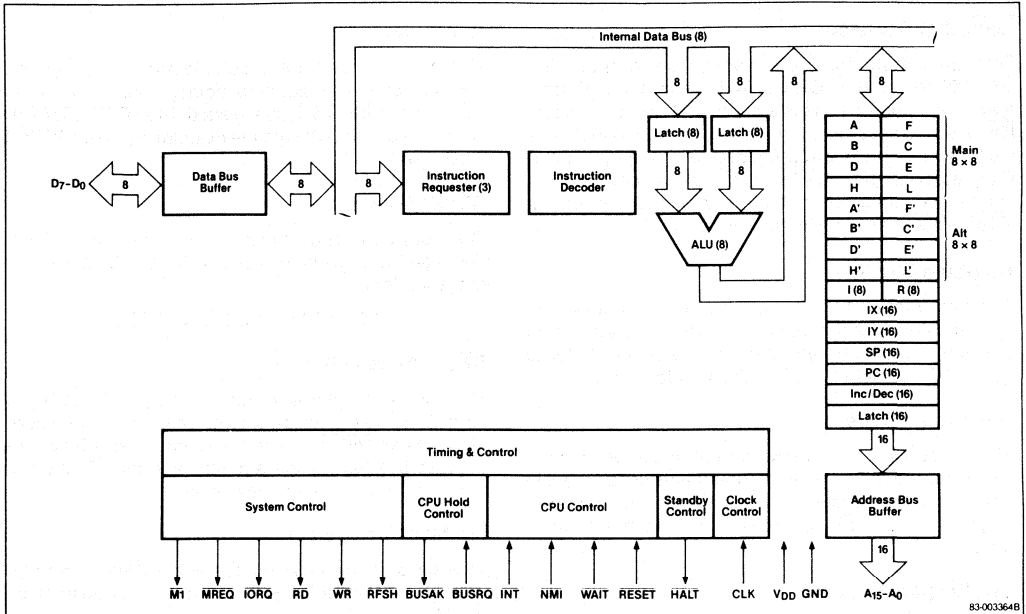 Internal Data Bus (8)
8
8
8
8
Latch (8)
Latch (8)
8
8
ALU (8)
D7-D0
8
Data Bus
Buffer
8
8
Instruction
Requester (3)
Instruction
Decoder
A F
B C
D E
H L
A' F'
B' C'
D' E'
H' L'
I (8) R (8)
IX (16)
IY (16)
SP (16)
PC (16)
Inc/Dec (16)
Latch (16)
Main
8 × 8
Alt
8 × 8
16
Address Bus
Buffer
16
A15-A0
Timing & Control
System Control
CPU Hold
Control
CPU Control
Standby
Control
Clock
Control
M1 MREQ IORQ RD WR RFSH BUSAK BUSRQ INT NMI WAIT RESET HALT CLK VDD GND
83-003364B